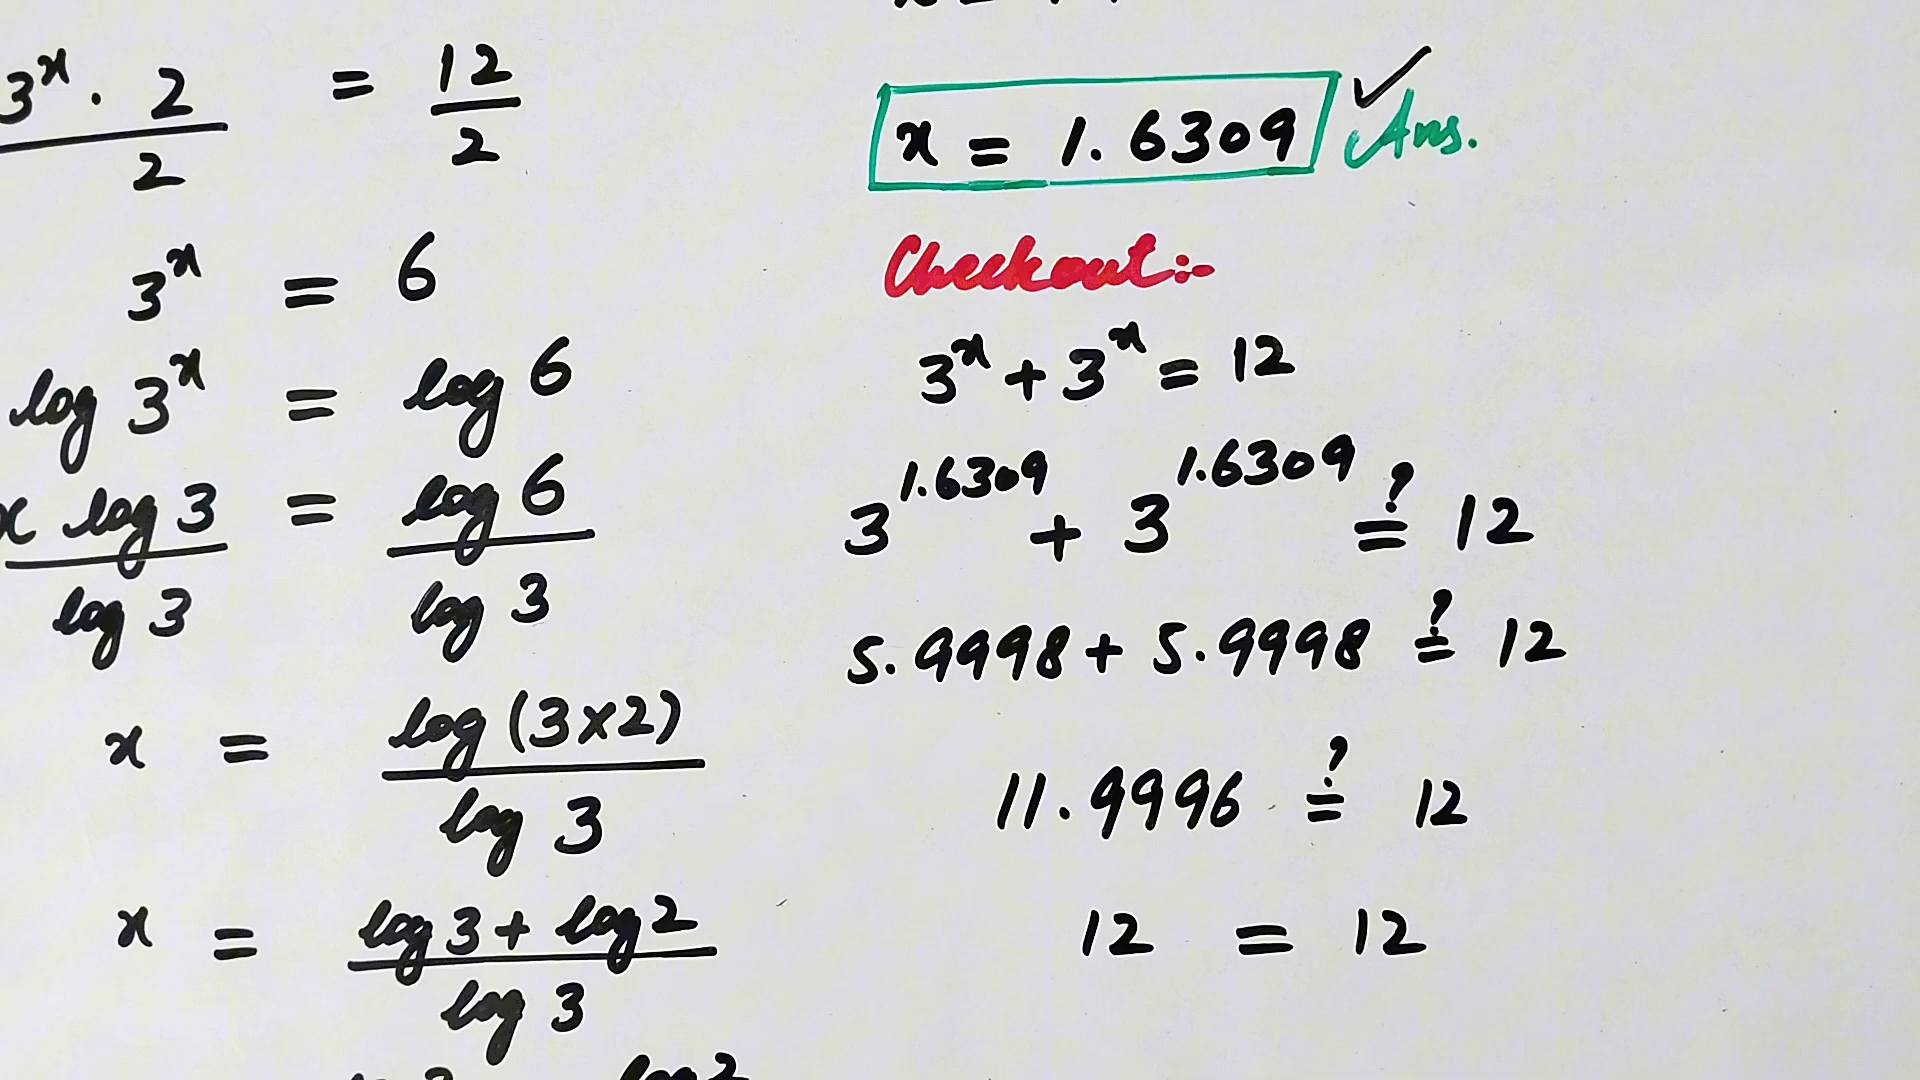 3^x · 2 / 2 = 12 / 2
3^x = 6
log 3^x = log 6
x log 3 / log 3 = log 6 / log 3
x = log (3×2) / log 3
x = log 3 + log 2 / log 3
x = 1.6309 ✓ Ans.
Checkout:-
3^x + 3^x = 12
3^1.6309 + 3^1.6309 ?= 12
5.9998 + 5.9998 ?= 12
11.9996 ?= 12
12 = 12